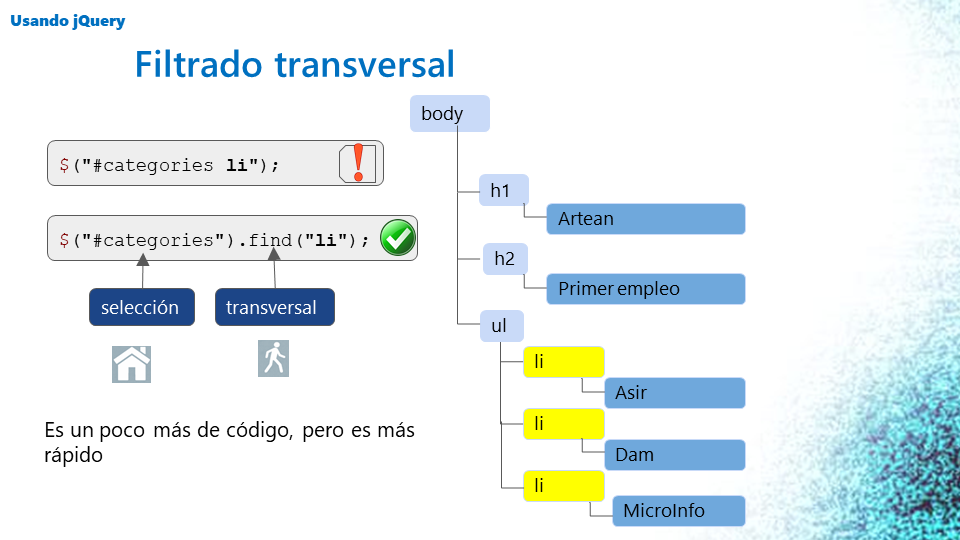 Usando jQuery
Filtrado transversal
$("#categories li");
$("#categories").find("li");
selección
transversal
Es un poco más de código, pero es más
rápido
body
h1
Artean
h2
Primer empleo
ul
li
Asir
li
Dam
li
MicroInfo